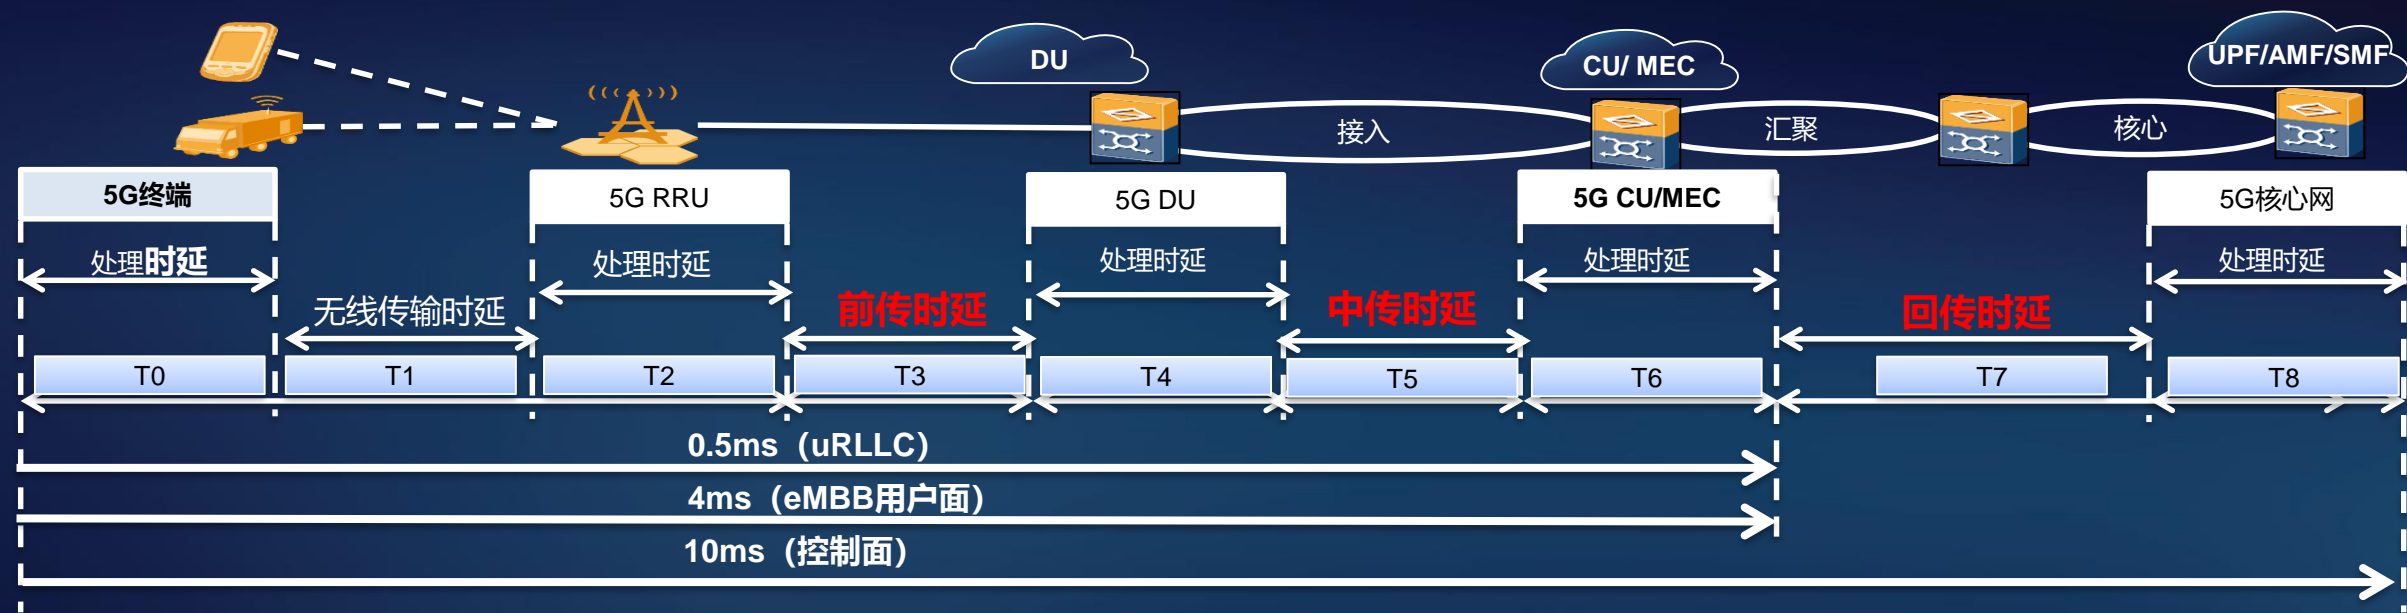 DU
CU/ MEC
UPF/AMF/SMF
接入
汇聚
核心
5G终端
5G RRU
5G DU
5G CU/MEC
5G核心网
处理时延
处理时延
处理时延
处理时延
处理时延
无线传输时延
前传时延
中传时延
回传时延
T0
T1
T2
T3
T4
T5
T6
T7
T8
0.5ms（uRLLC）
4ms（eMBB用户面）
10ms（控制面）